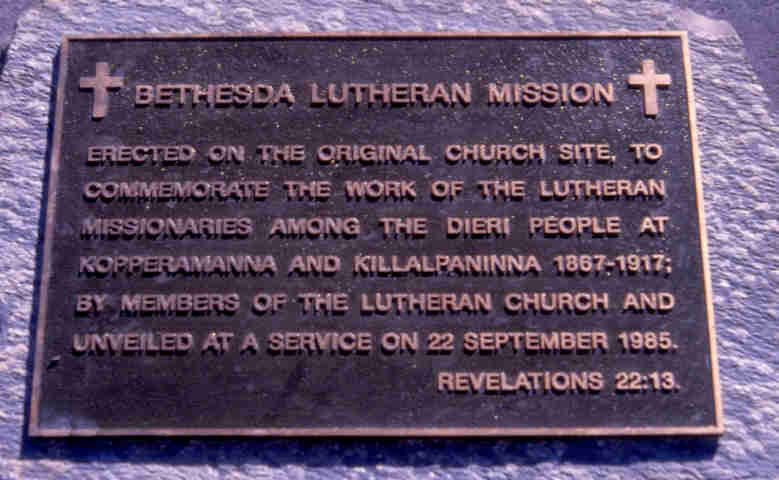 BETHESDA LUTHERAN MISSION
ERECTED ON THE ORIGINAL CHURCH SITE, TO
COMMEMORATE THE WORK OF THE LUTHERAN
MISSIONARIES AMONG THE DIERI PEOPLE AT
KOPPERAMANNA AND KILLALPANINNA 1867-1917;
BY MEMBERS OF THE LUTHERAN CHURCH AND
UNVEILED AT A SERVICE ON 22 SEPTEMBER 1985.
REVELATIONS 22:13.